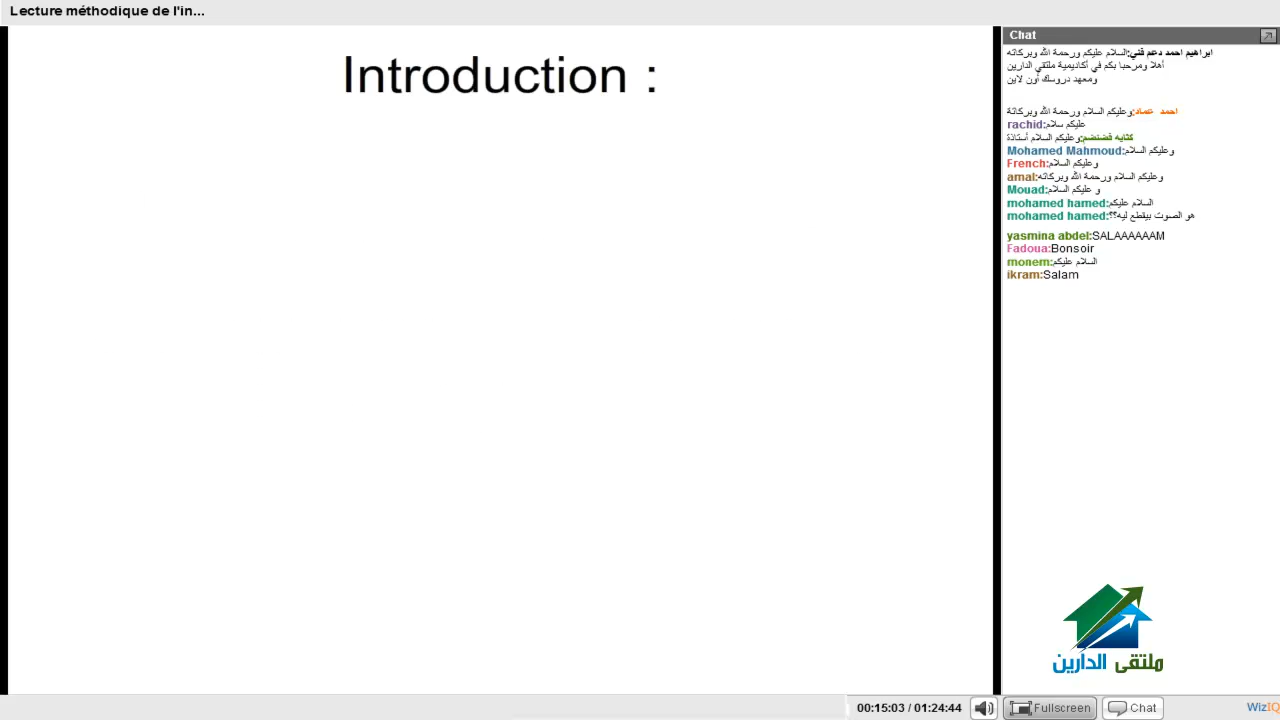 Lecture méthodique de l'in...
Introduction :
Chat
ابراهيم احمد دعم فني:السلام عليكم ورحمة الله وبركاته
أهلا ومرحبا بكم في أكاديمية ملتقي الدارين
ومعهد دروسك أون لاين
احمد عماد:وعليكم السلام ورحمة الله وبركاتة
rachid:عليكم سلام
وعليكم السلام أستاذة
Mohamed Mahmoud:وعليكم السلام
French:وعليكم السلام
amal:وعليكم السلام ورحمة الله وبركاته
Mouad:و عليكم السلام
mohamed hamed:السلام عليكم
mohamed hamed:هو الصوت بيقطع ليه؟؟
yasmina abdel:SALAAAAAAM
Fadoua:Bonsoir
monem:السلام عليكم
ikram:Salam
ملتقى الدارين
00:15:03 / 01:24:44
Fullscreen
Chat
WizIQ